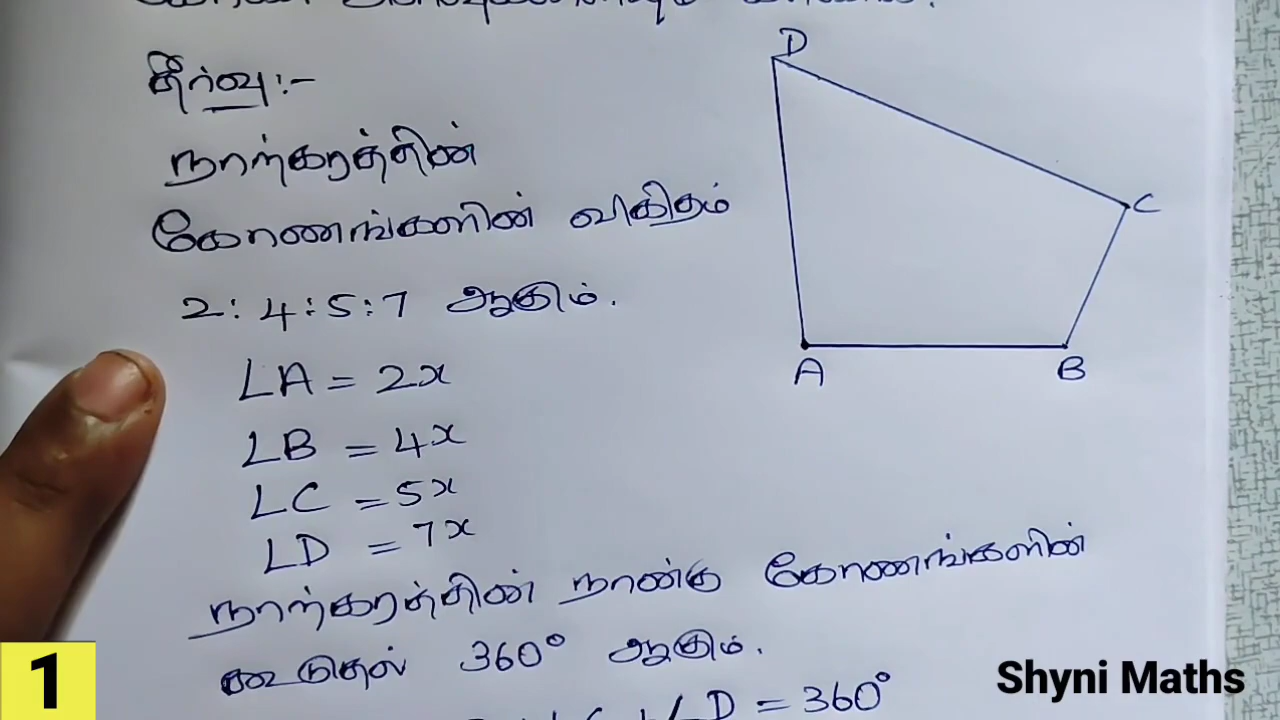 தீர்வு:-
நாற்கரத்தின்
கோணங்களின் விகிதம்
2:4:5:7 ஆகும்.
∟A = 2x
∟B = 4x
∟C = 5x
∟D = 7x
நாற்கரத்தின் நான்கு கோணங்களின்
கூடுதல் 360° ஆகும்.
∟D = 360°
D
C
A
B
1
Shyni Maths